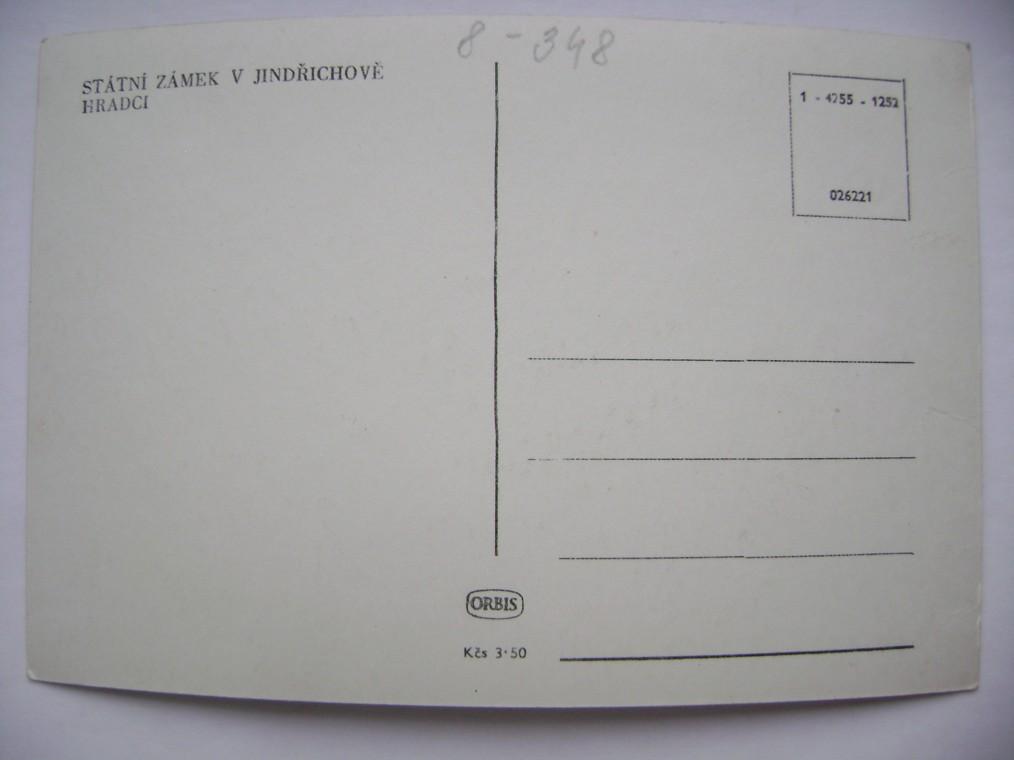 8 - 348
STÁTNÍ ZÁMEK V JINDŘICHOVĚ
HRADCI
1 - 4255 - 1252
026221
ORBIS
Kčs 3·50